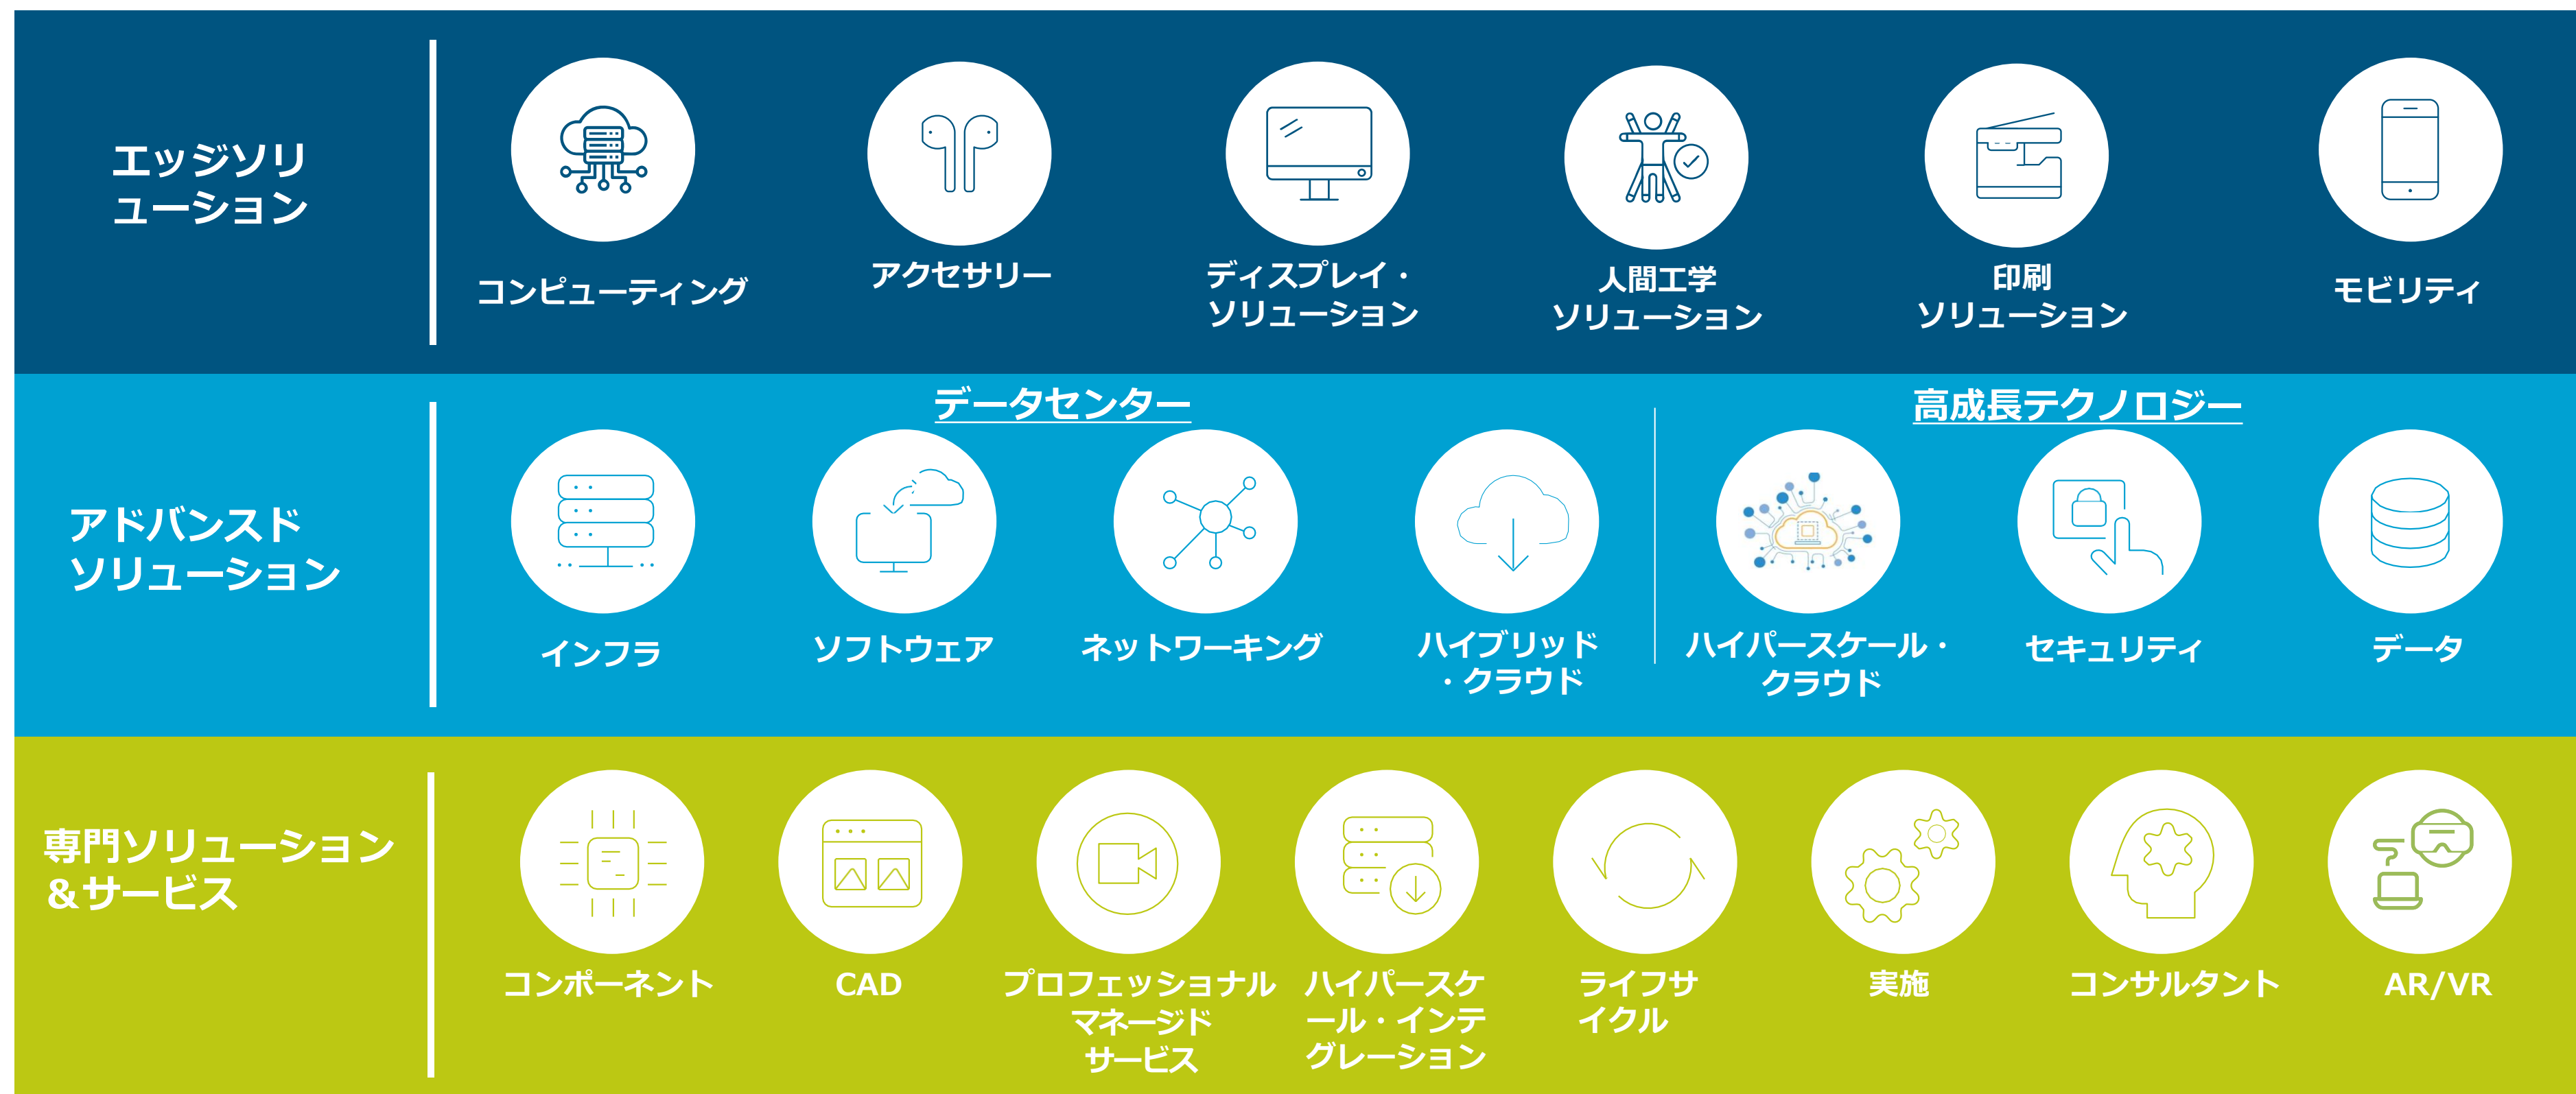 エッジソリ
ューション
コンピューティング
アクセサリー
ディスプレイ・
ソリューション
人間工学
ソリューション
印刷
ソリューション
モビリティ
アドバンスド
ソリューション
データセンター
インフラ
ソフトウェア
ネットワーキング
ハイブリッド
・クラウド
高成長テクノロジー
ハイパースケール・
クラウド
セキュリティ
データ
専門ソリューション
&サービス
コンポーネント
CAD
プロフェッショナル
マネージド
サービス
ハイパースケ
ール・インテ
グレーション
ライフサ
イクル
実施
コンサルタント
AR/VR